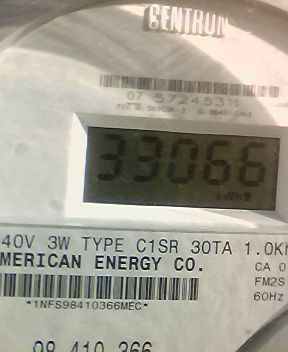 CENTRON
07 57245311
33066
kWh
40V 3W TYPE C1SR 30TA 1.0K
MERICAN ENERGY CO.
CA 0
FM2S
60Hz
*1NFS98410366MEC*
98 410 366